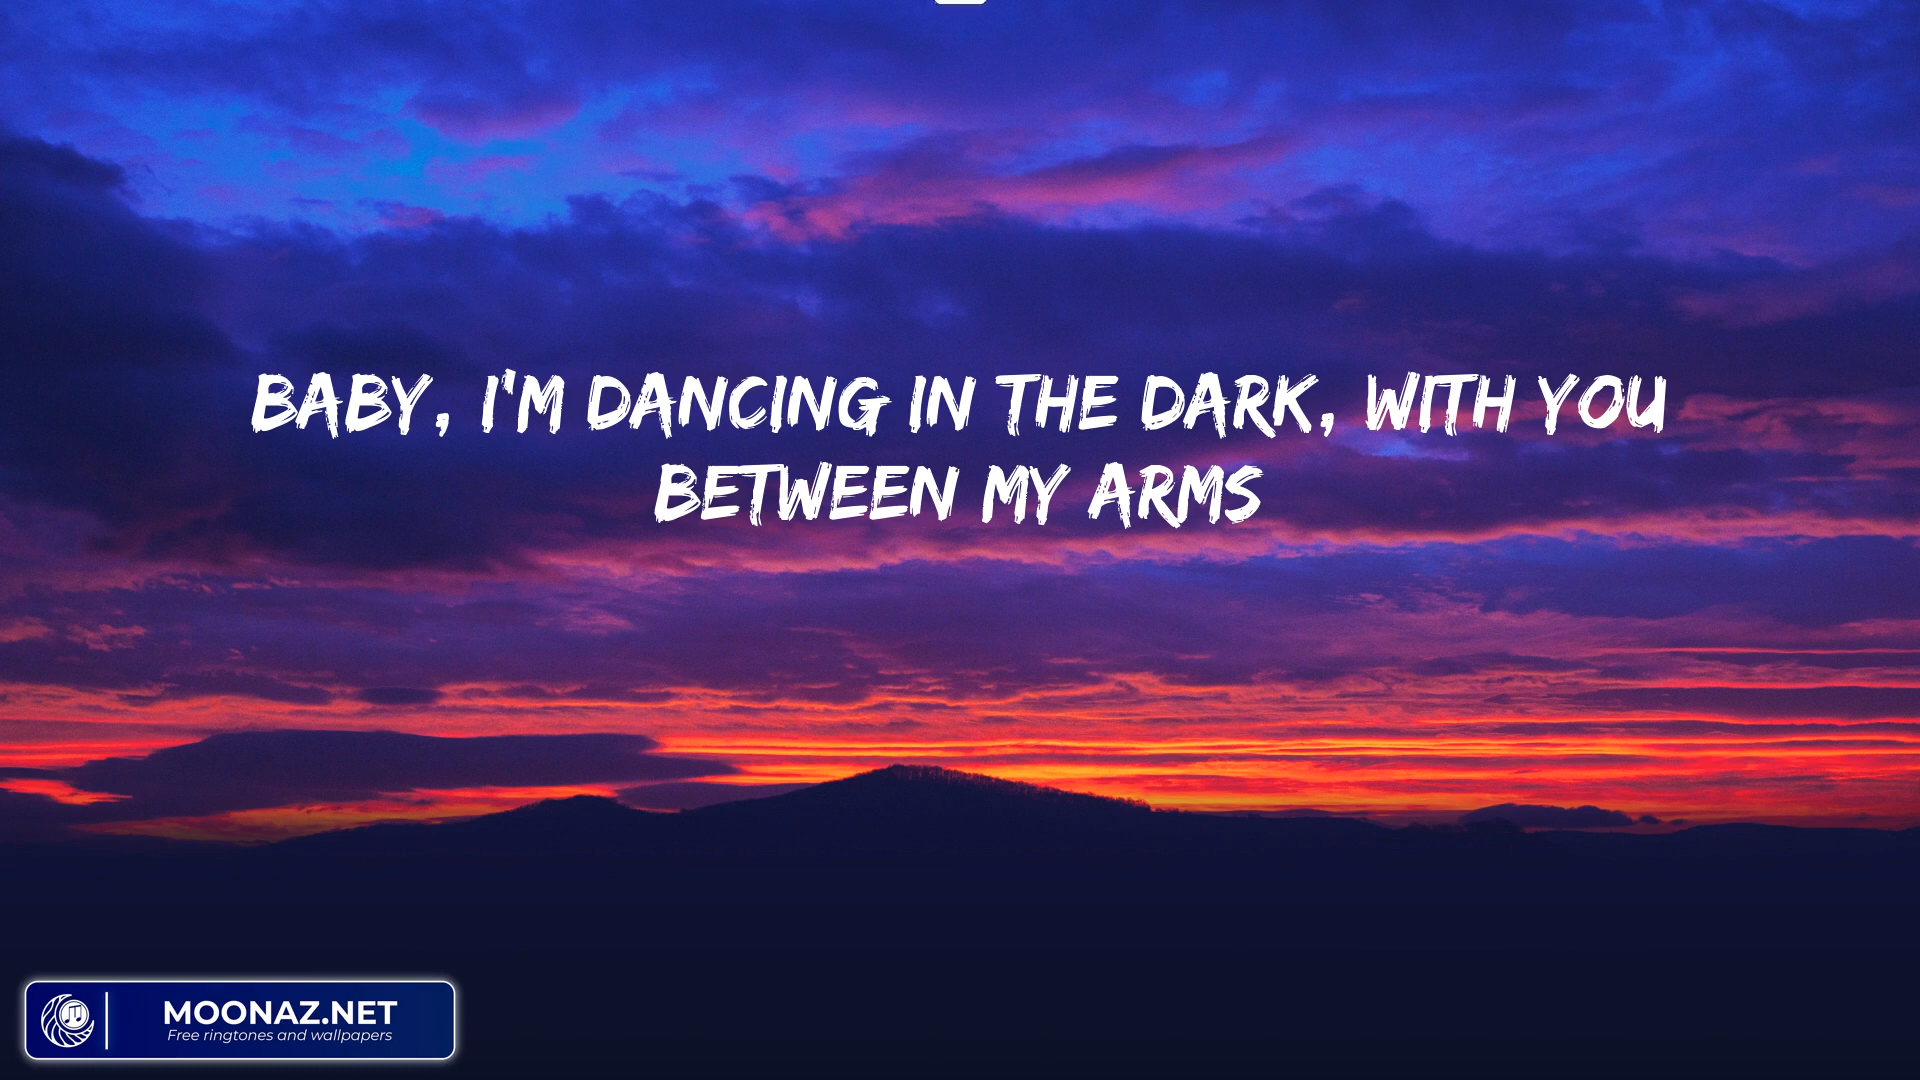 BABY, I'M DANCING IN THE DARK, WITH YOU
BETWEEN MY ARMS
MOONAZ.NET
Free ringtones and wallpapers